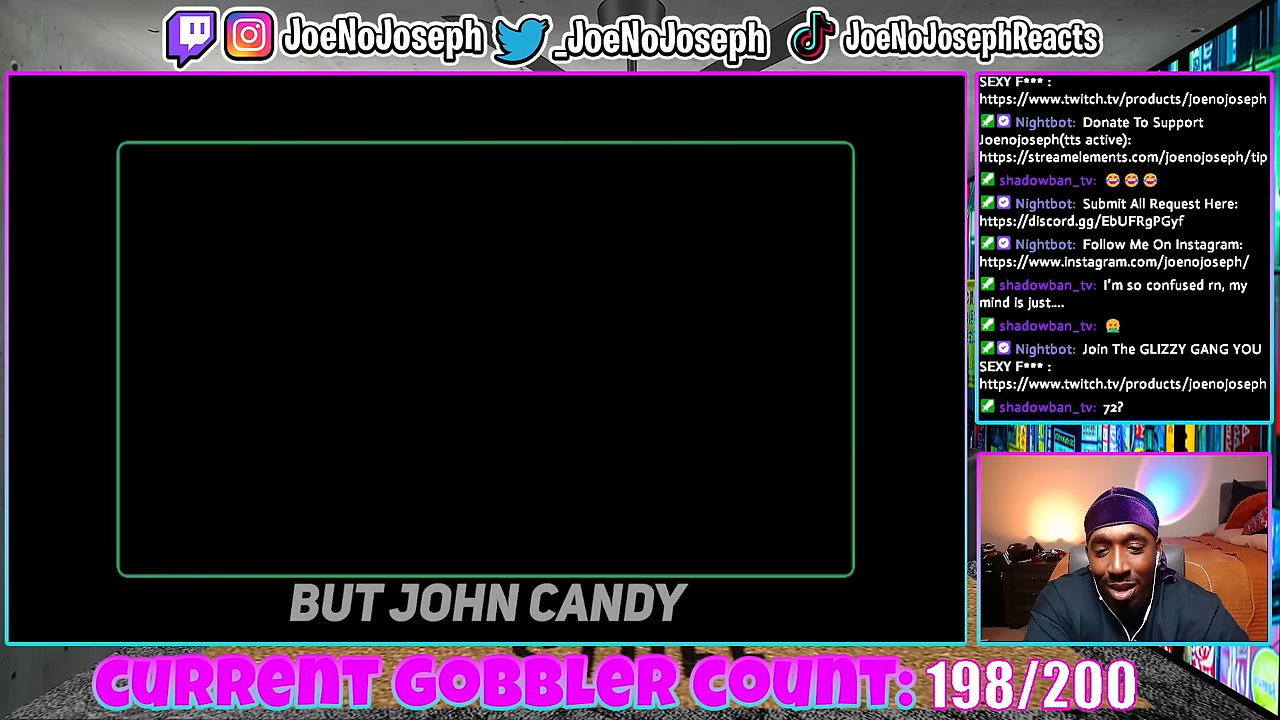 JoeNoJoseph _JoeNoJoseph JoeNoJosephReacts
SEXY F*** :
https://www.twitch.tv/products/joenojoseph
Nightbot: Donate To Support
Joenojoseph(tts active):
https://streamelements.com/joenojoseph/tip
shadowban_tv: 😂 😂 😂
Nightbot: Submit All Request Here:
https://discord.gg/EbUFRgPGyf
Nightbot: Follow Me On Instagram:
https://www.instagram.com/joenojoseph/
shadowban_tv: I'm so confused rn, my
mind is just....
shadowban_tv: 🤮
Nightbot: Join The GLIZZY GANG YOU
SEXY F*** :
https://www.twitch.tv/products/joenojoseph
shadowban_tv: 72?
BUT JOHN CANDY
CURRENT GOBBLER COUNT: 198/200